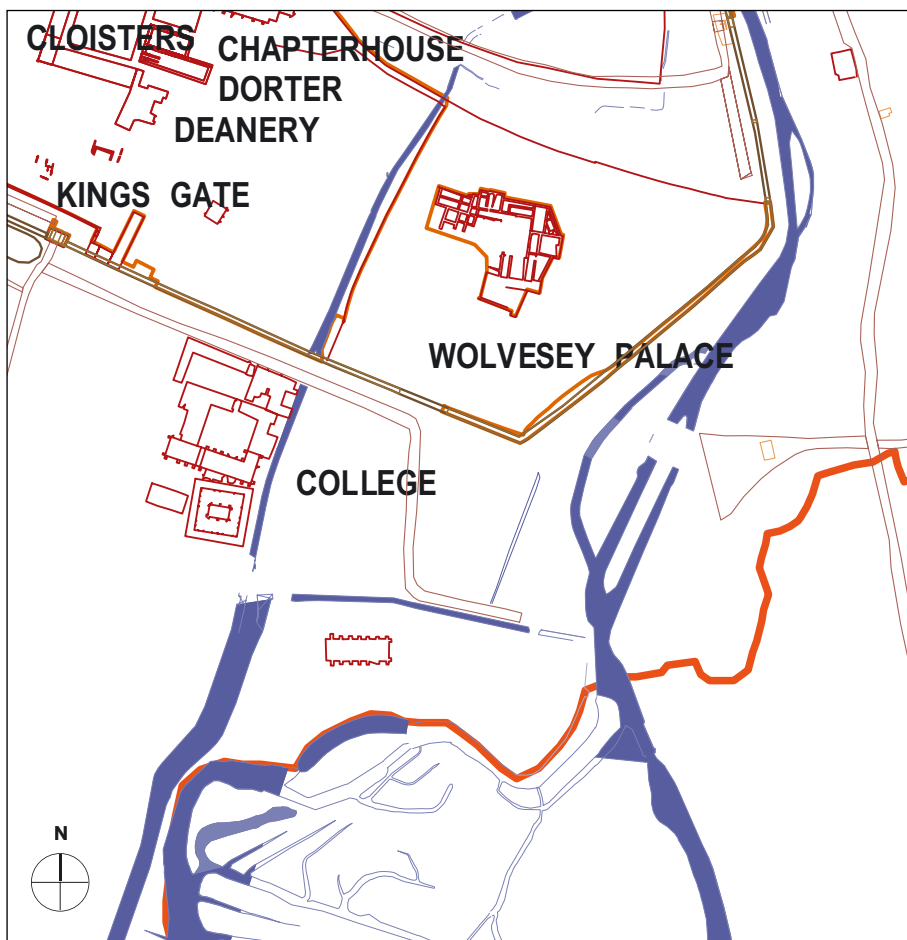 CLOISTERS
CHAPTERHOUSE
DORTER
DEANERY
KINGS GATE
WOLVESEY PALACE
COLLEGE
N